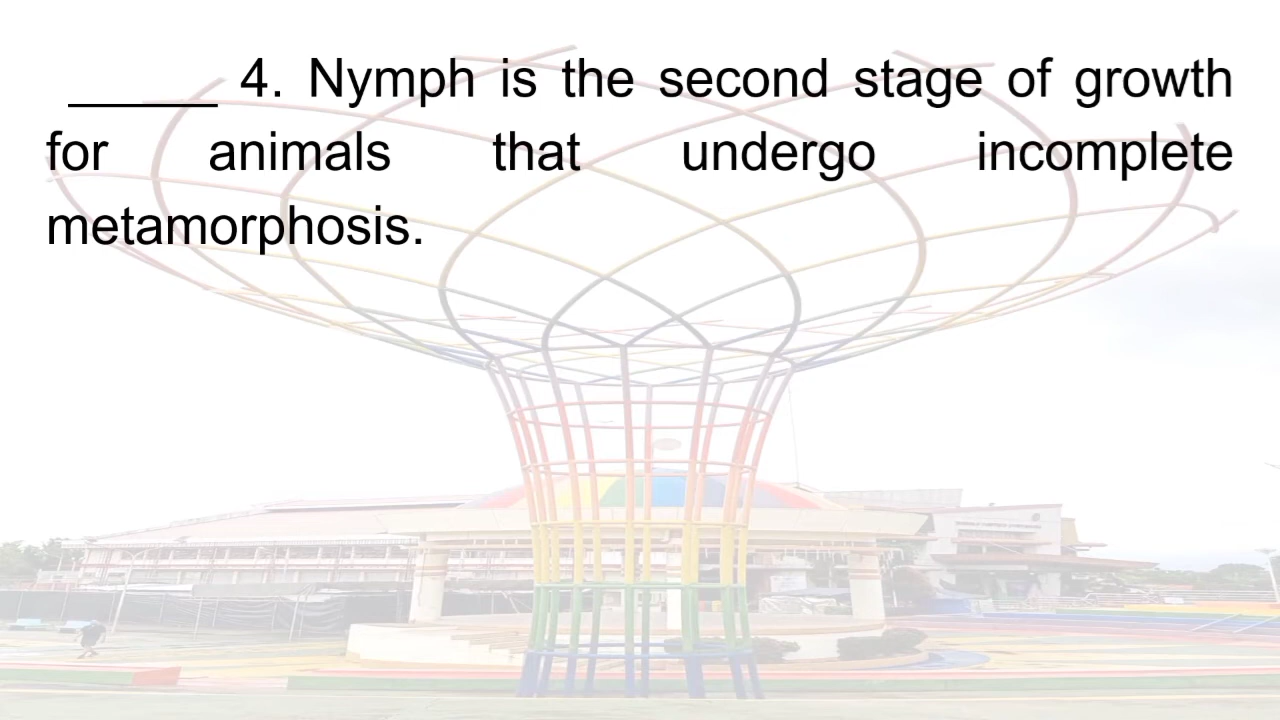 ______ 4. Nymph is the second stage of growth
for animals that undergo incomplete
metamorphosis.